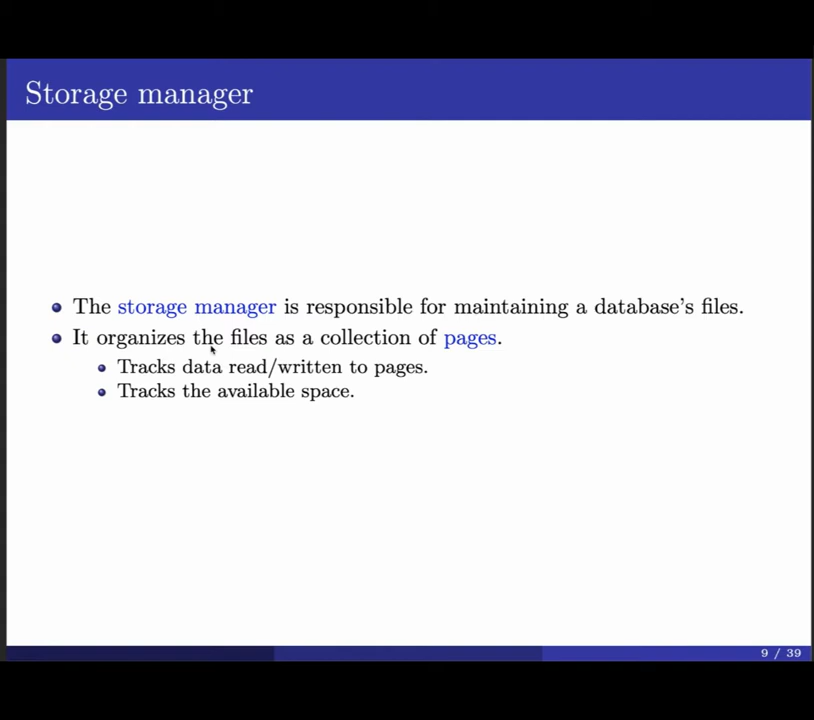 Storage manager
The storage manager is responsible for maintaining a database's files.
It organizes the files as a collection of pages.
Tracks data read/written to pages.
Tracks the available space.
9 / 39